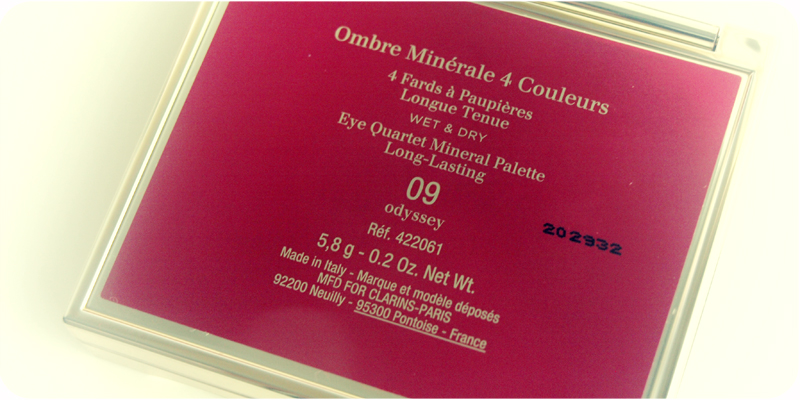 Ombre Minérale 4 Couleurs
4 Fards à Paupières
Longue Tenue
WET & DRY
Eye Quartet Mineral Palette
Long-Lasting
09
odyssey
Réf. 422061
202932
5,8 g - 0.2 Oz. Net Wt.
Made in Italy - Marque et modèle déposés
MFD FOR CLARINS-PARIS
92200 Neuilly - 95300 Pontoise - France